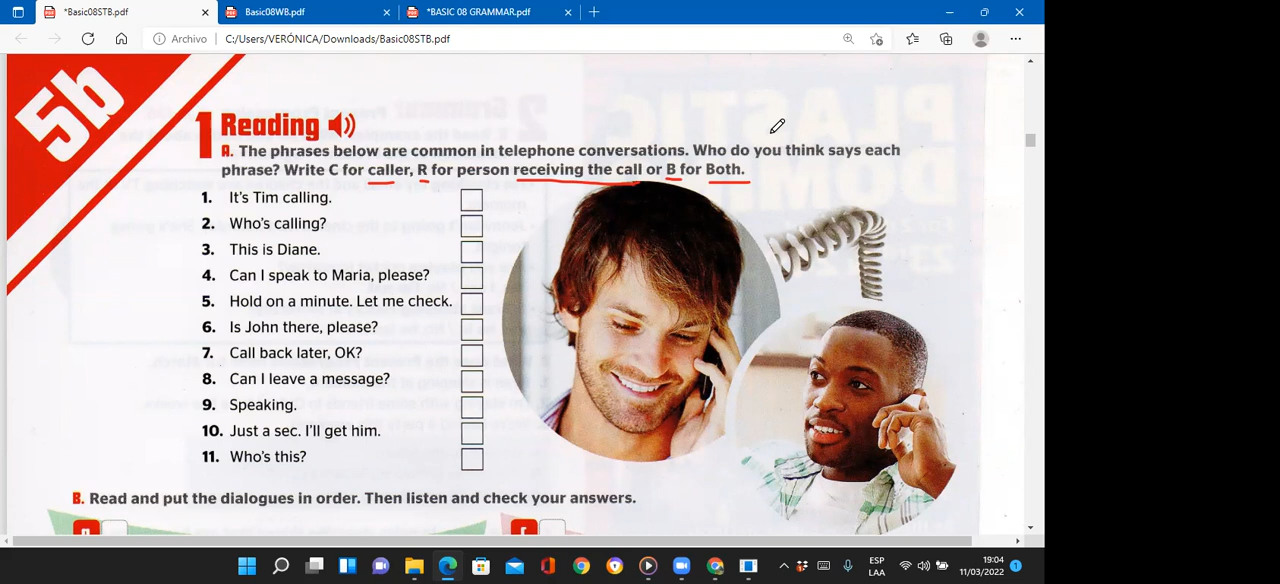 *Basic08STB.pdf
Basic08WB.pdf
*BASIC 08 GRAMMAR.pdf
Archivo
C:/Users/VERÓNICA/Downloads/Basic08STB.pdf
5b
1 Reading
A. The phrases below are common in telephone conversations. Who do you think says each
phrase? Write C for caller, R for person receiving the call or B for Both.
1. It's Tim calling.
2. Who's calling?
3. This is Diane.
4. Can I speak to Maria, please?
5. Hold on a minute. Let me check.
6. Is John there, please?
7. Call back later, OK?
8. Can I leave a message?
9. Speaking.
10. Just a sec. I'll get him.
11. Who's this?
B. Read and put the dialogues in order. Then listen and check your answers.
ESP
LAA
19:04
11/03/2022
1